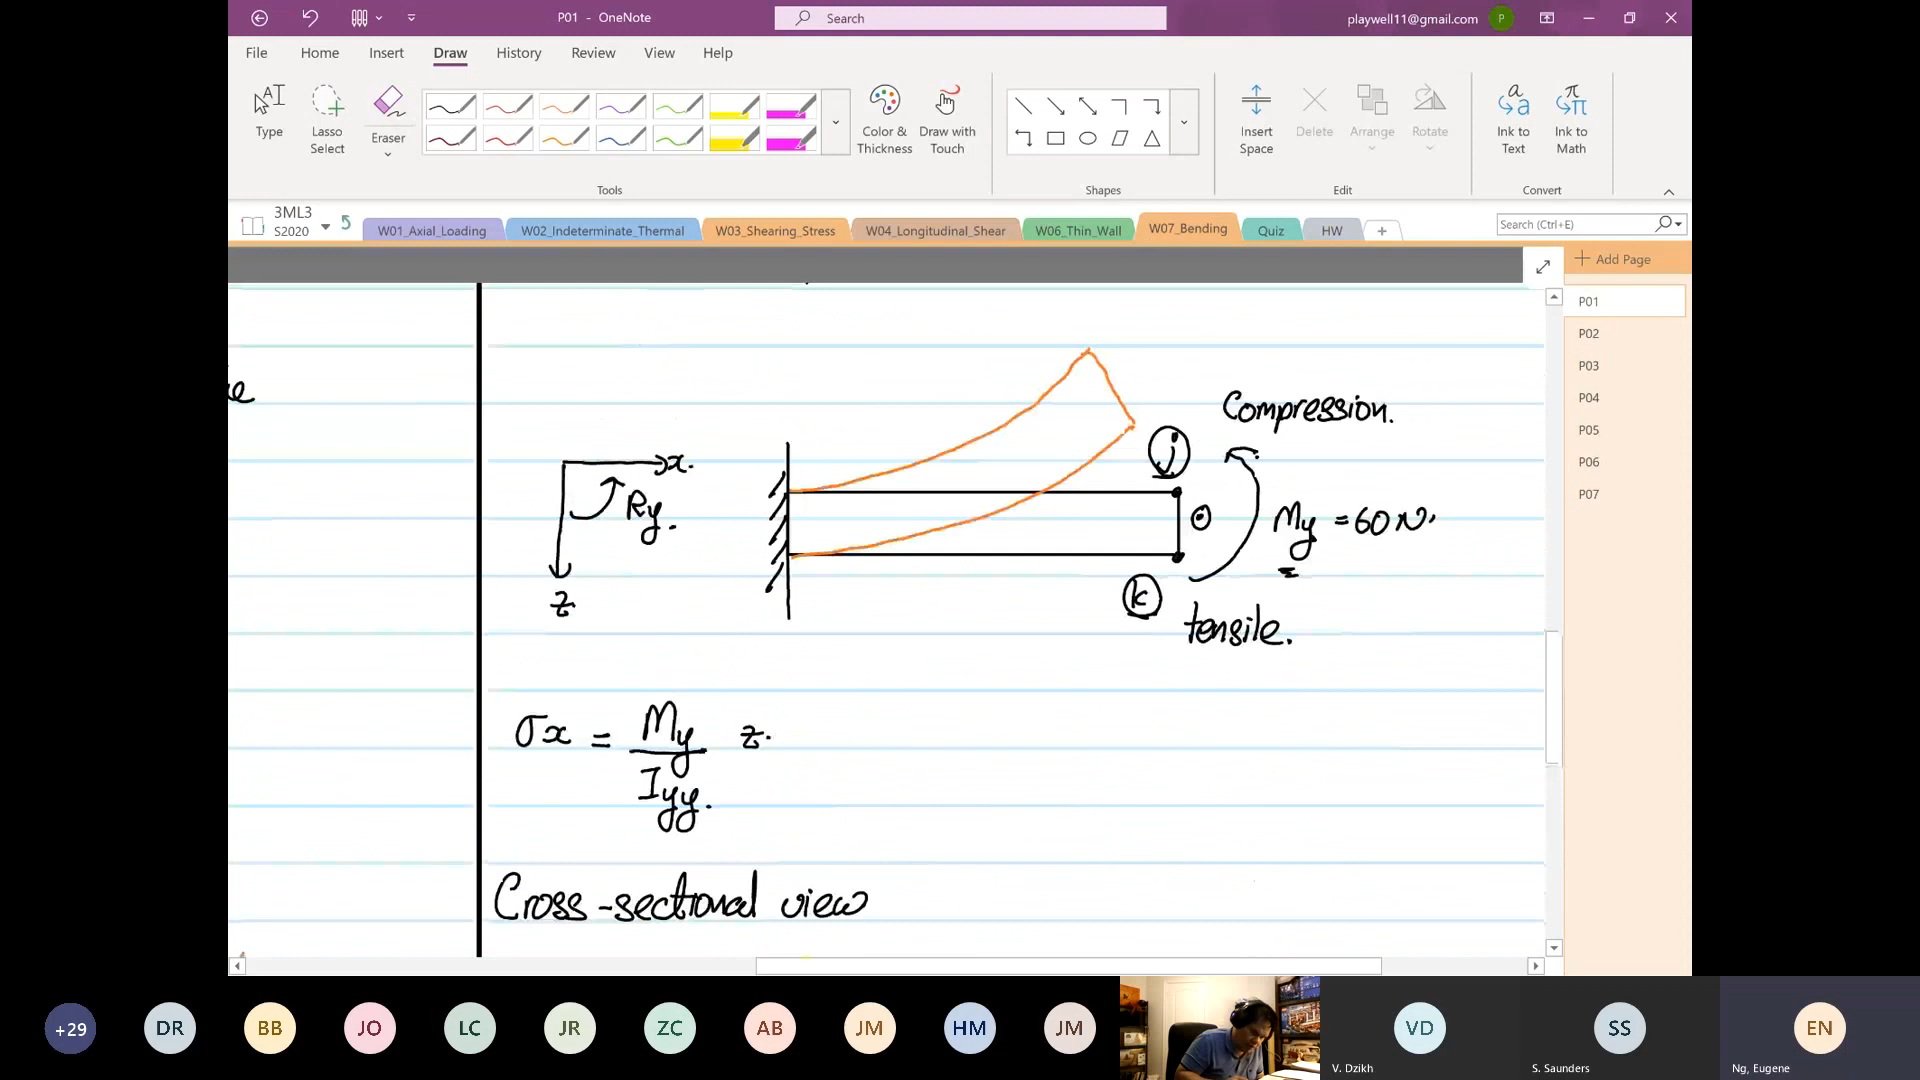 P01 - OneNote
Search
playwell11@gmail.com
P
File
Home
Insert
Draw
History
Review
View
Help
Type
Lasso
Select
Eraser
Color &
Thickness
Draw with
Touch
Insert
Space
Delete
Arrange
Rotate
Ink to
Text
Ink to
Math
Tools
Shapes
Edit
Convert
3ML3
S2020
W01_Axial_Loading
W02_Indeterminate_Thermal
W03_Shearing_Stress
W04_Longitudinal_Shear
W06_Thin_Wall
W07_Bending
Quiz
HW
Search (Ctrl+E)
Add Page
P01
P02
P03
P04
P05
P06
P07
Compression.
j
x.
Ry.
My = 60 N.
z
k
tensile.
σx = My/Iyy. z.
Cross-sectional view
+29
DR
BB
JO
LC
JR
ZC
AB
JM
HM
JM
VD
V. Dzikh
SS
S. Saunders
EN
Ng, Eugene